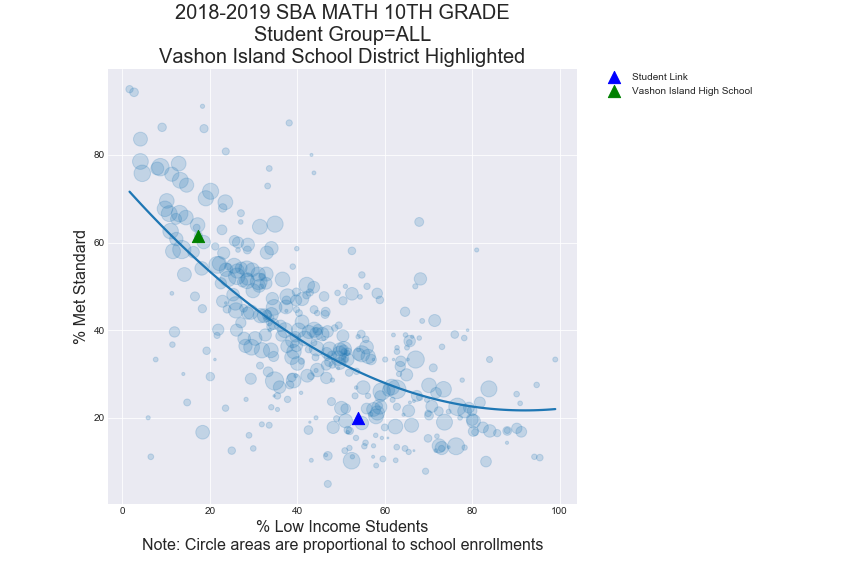 2018-2019 SBA MATH 10TH GRADE
Student Group=ALL
Vashon Island School District Highlighted
Student Link
Vashon Island High School
% Met Standard
80
60
40
20
0 20 40 60 80 100
% Low Income Students
Note: Circle areas are proportional to school enrollments